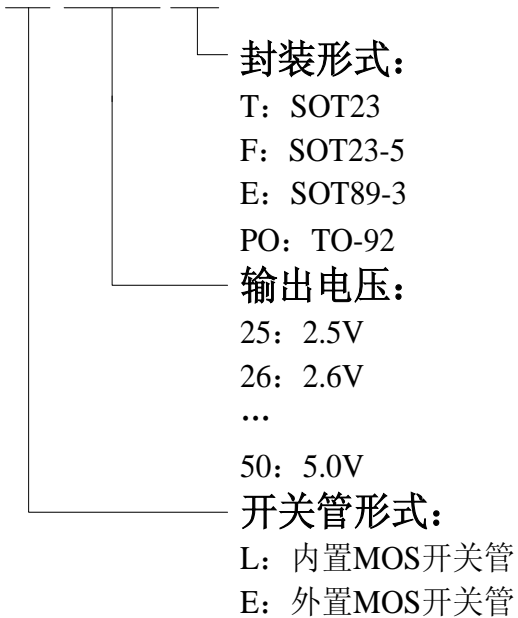 封装形式：
T：SOT23
F：SOT23-5
E：SOT89-3
PO：TO-92
输出电压：
25：2.5V
26：2.6V
…
50：5.0V
开关管形式：
L：内置MOS开关管
E：外置MOS开关管